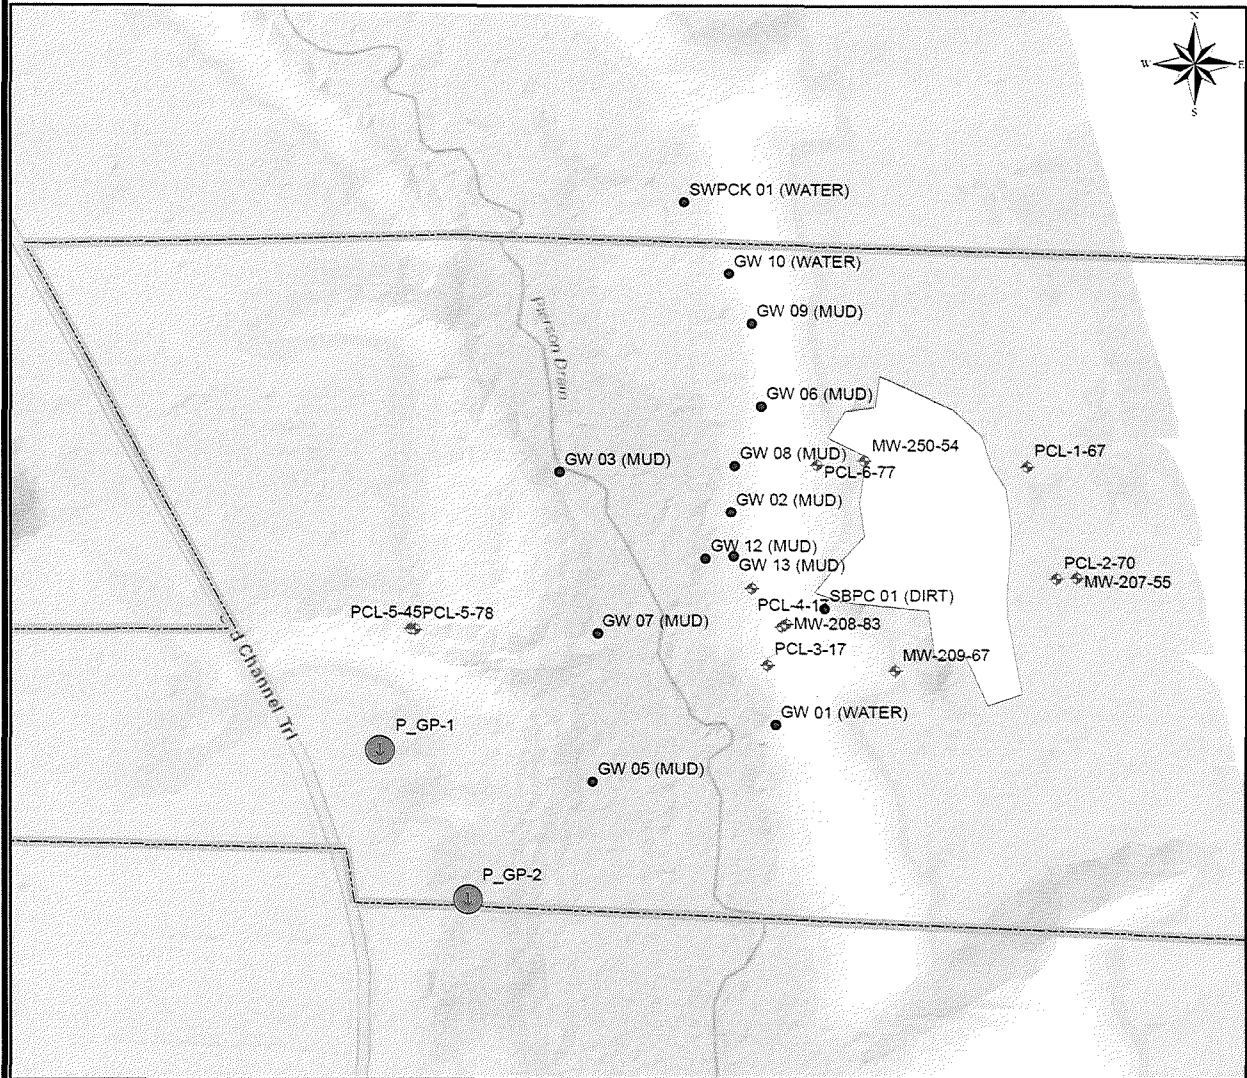 N
W
E
S
SWPCK 01 (WATER)
GW 10 (WATER)
Pierson Drain
GW 09 (MUD)
GW 06 (MUD)
MW-250-54
GW 03 (MUD)
GW 08 (MUD)
PCL-6-77
PCL-1-67
GW 02 (MUD)
GW 12 (MUD)
GW 13 (MUD)
PCL-2-70
MW-207-55
PCL-5-45PCL-5-78
PCL-4-17
SBPC 01 (DIRT)
GW 07 (MUD)
MW-208-83
Channel Trl
PCL-3-17
MW-209-67
P_GP-1
GW 01 (WATER)
GW 05 (MUD)
P_GP-2